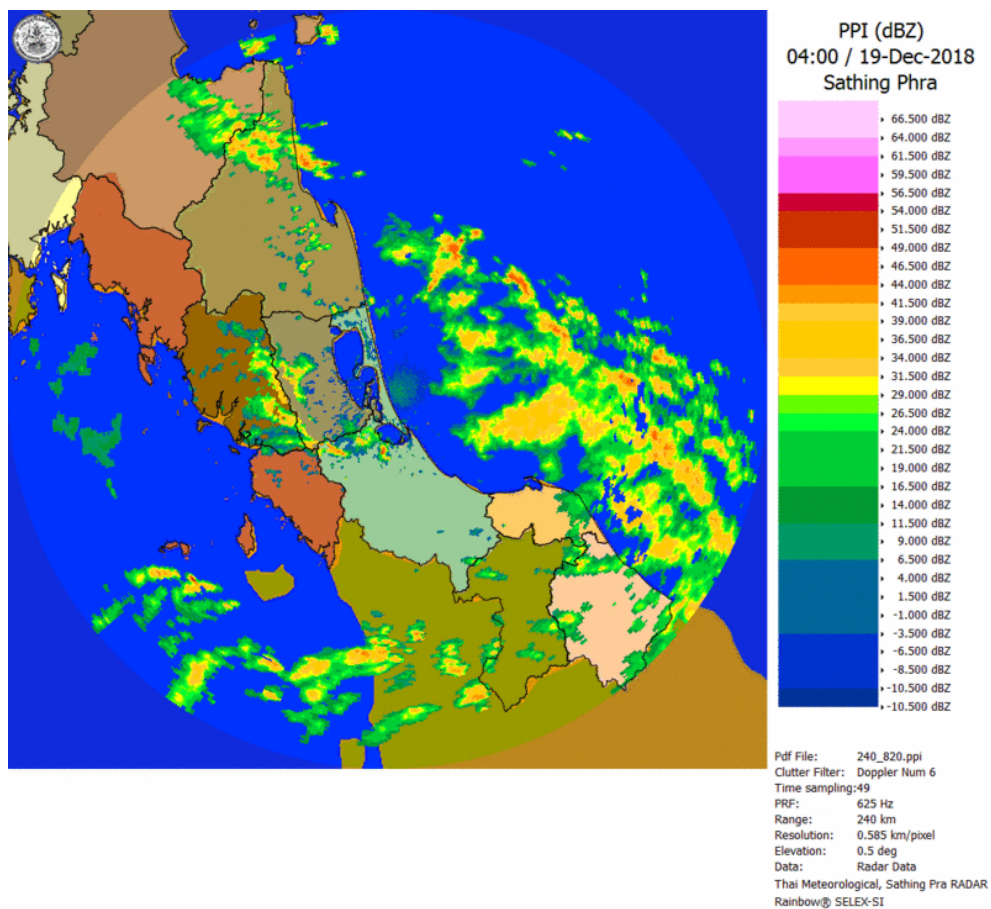 PPI (dBZ)
04:00 / 19-Dec-2018
Sathing Phra
66.500 dBZ
64.000 dBZ
61.500 dBZ
59.500 dBZ
56.500 dBZ
54.000 dBZ
51.500 dBZ
49.000 dBZ
46.500 dBZ
44.000 dBZ
41.500 dBZ
39.000 dBZ
36.500 dBZ
34.000 dBZ
31.500 dBZ
29.000 dBZ
26.500 dBZ
24.000 dBZ
21.500 dBZ
19.000 dBZ
16.500 dBZ
14.000 dBZ
11.500 dBZ
9.000 dBZ
6.500 dBZ
4.000 dBZ
1.500 dBZ
-1.000 dBZ
-3.500 dBZ
-6.500 dBZ
-8.500 dBZ
-10.500 dBZ
-10.500 dBZ
Pdf File: 240_820.ppi
Clutter Filter: Doppler Num 6
Time sampling:49
PRF: 625 Hz
Range: 240 km
Resolution: 0.585 km/pixel
Elevation: 0.5 deg
Data: Radar Data
Thai Meteorological, Sathing Pra RADAR
Rainbow® SELEX-SI